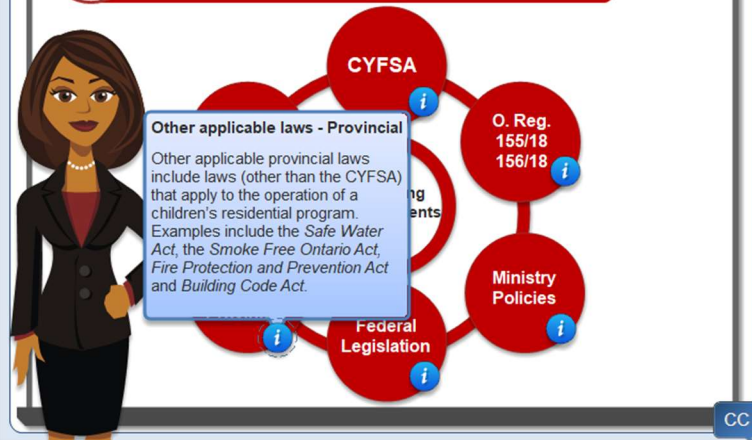 CYFSA
O. Reg.
155/18
156/18
Other applicable laws - Provincial
Other applicable provincial laws
include laws (other than the CYFSA)
that apply to the operation of a
children's residential program.
Examples include the Safe Water
Act, the Smoke Free Ontario Act,
Fire Protection and Prevention Act
and Building Code Act.
Ministry
Policies
Federal
Legislation
CC